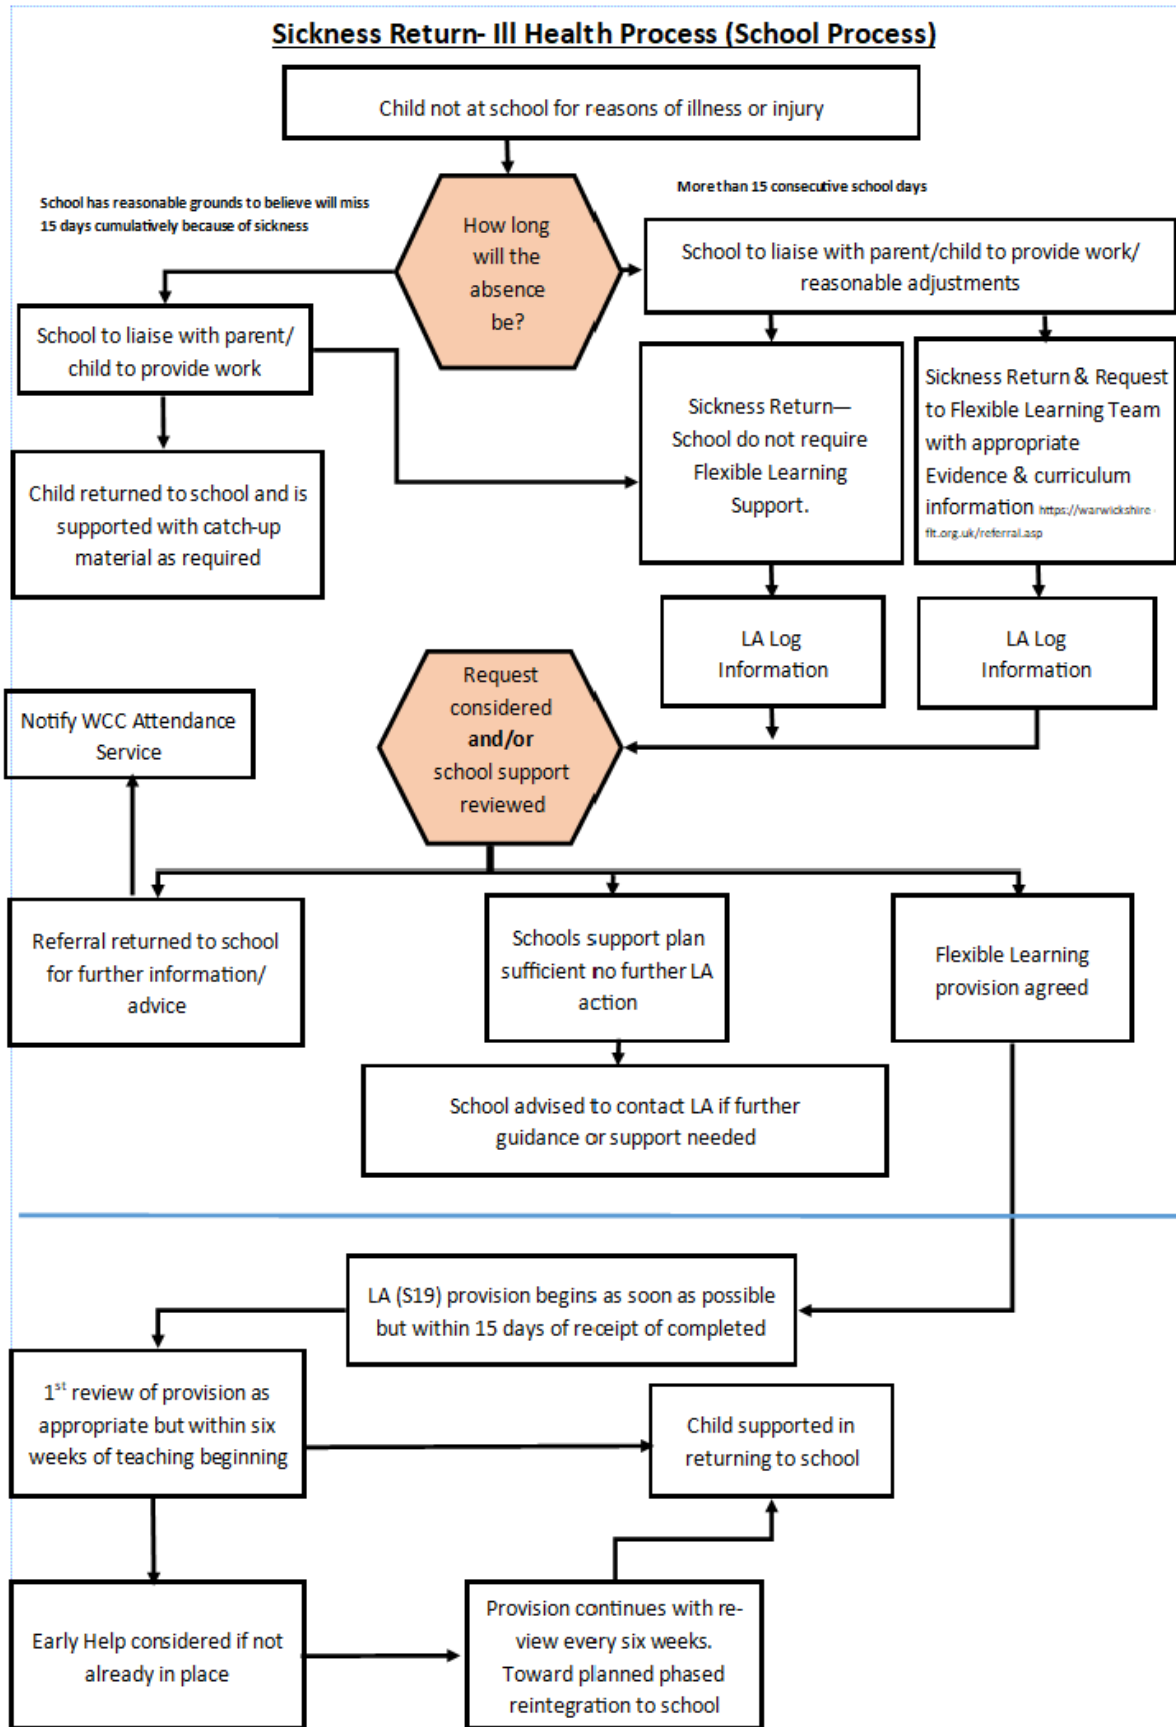 Sickness Return- Ill Health Process (School Process)
Child not at school for reasons of illness or injury
School has reasonable grounds to believe will miss
15 days cumulatively because of sickness
How long
will the
absence
be?
More than 15 consecutive school days
School to liaise with parent/child to provide work/
reasonable adjustments
School to liaise with parent/
child to provide work
Child returned to school and is
supported with catch-up
material as required
Sickness Return—
School do not require
Flexible Learning
Support.
Sickness Return & Request
to Flexible Learning Team
with appropriate
Evidence & curriculum
information https://warwickshire-
flt.org.uk/referral.asp
LA Log
Information
LA Log
Information
Request
considered
and/or
school support
reviewed
Notify WCC Attendance
Service
Referral returned to school
for further information/
advice
Schools support plan
sufficient no further LA
action
Flexible Learning
provision agreed
School advised to contact LA if further
guidance or support needed
LA (S19) provision begins as soon as possible
but within 15 days of receipt of completed
1st review of provision as
appropriate but within six
weeks of teaching beginning
Child supported in
returning to school
Early Help considered if not
already in place
Provision continues with re-
view every six weeks.
Toward planned phased
reintegration to school